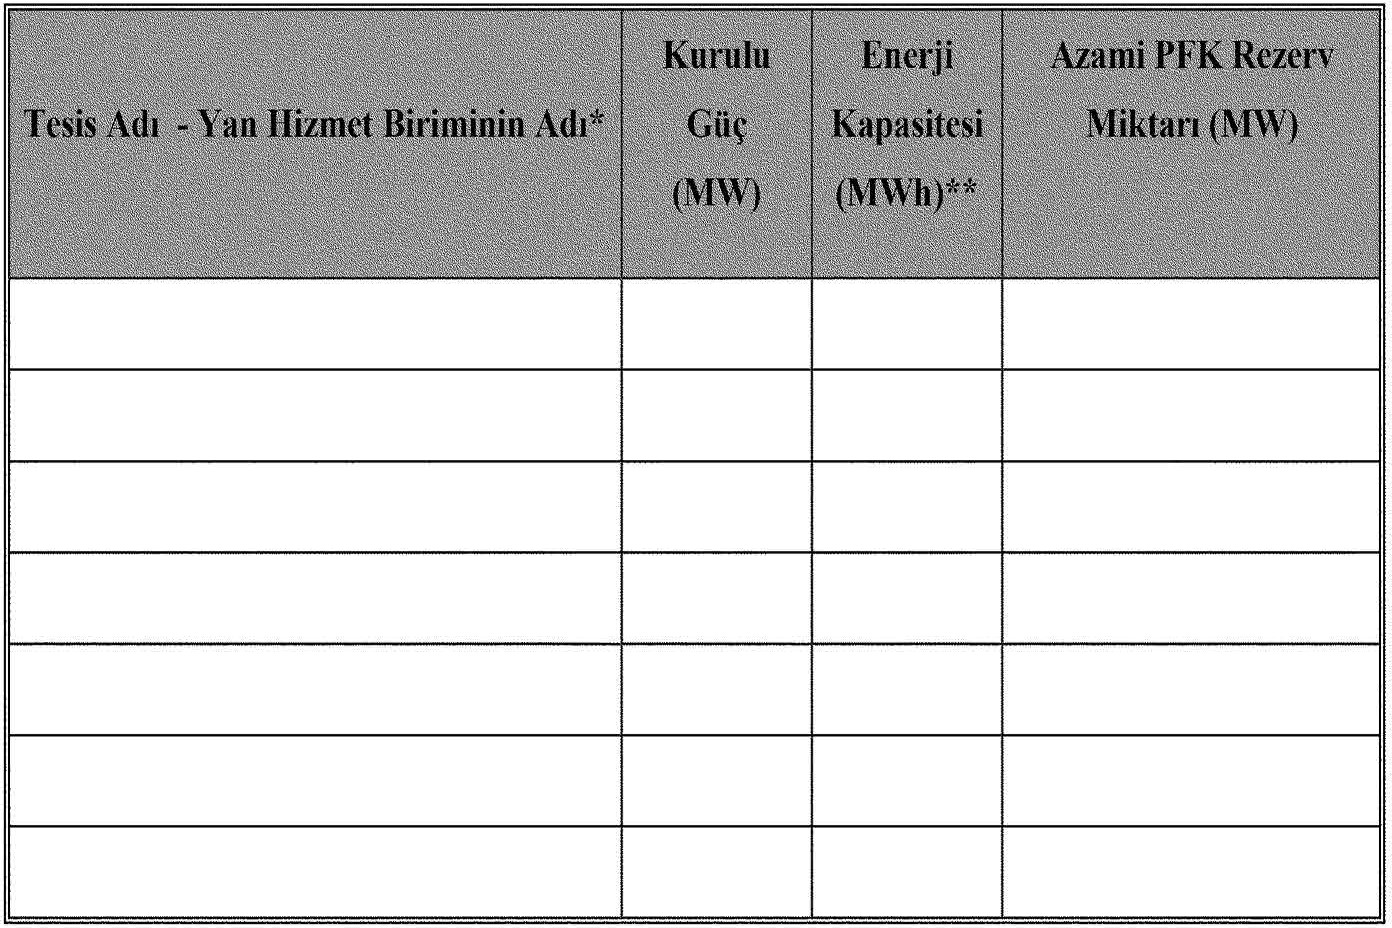 Tesis Adı - Yan Hizmet Biriminin Adı*
Kurulu
Güç
(MW)
Enerji
Kapasitesi
(MWh)**
Azami PFK Rezerv
Miktarı (MW)